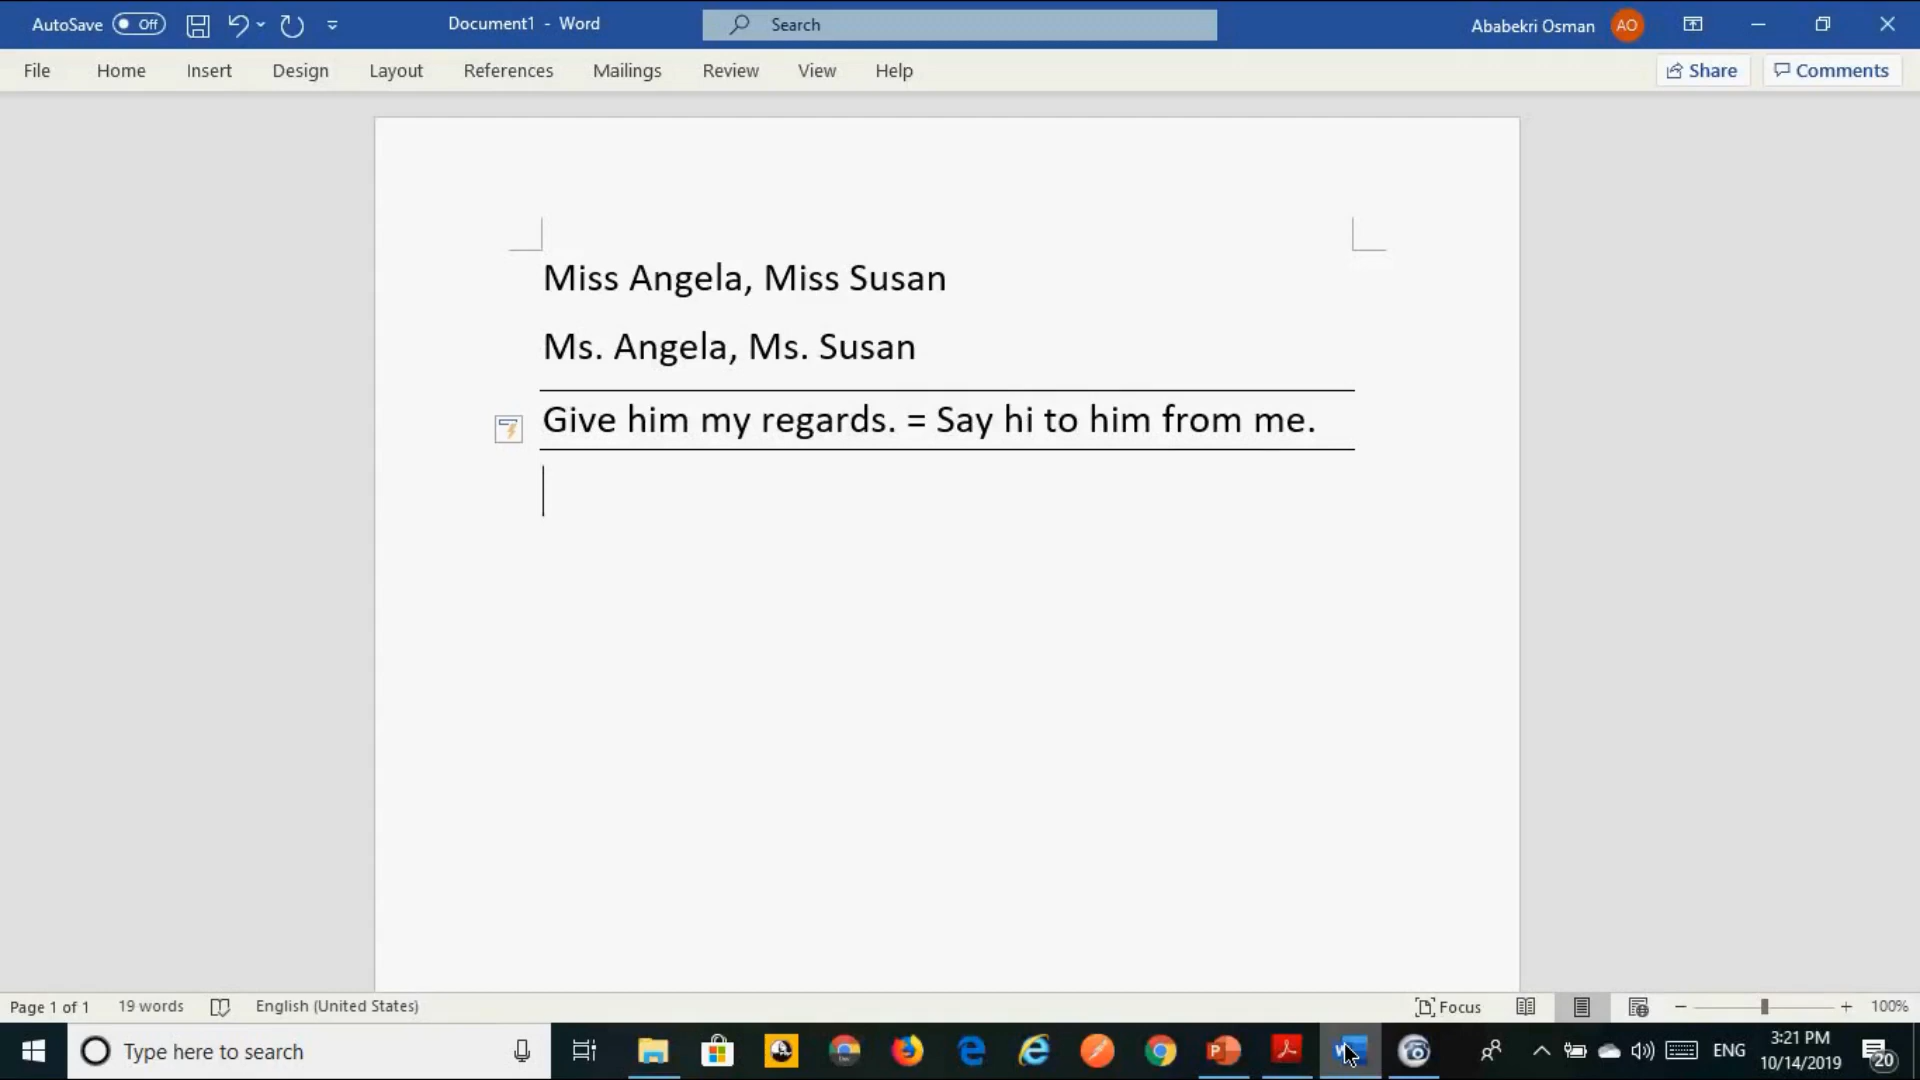 AutoSave Off Document1 - Word Search Ababekri Osman AO
File Home Insert Design Layout References Mailings Review View Help Share Comments
Miss Angela, Miss Susan
Ms. Angela, Ms. Susan
Give him my regards. = Say hi to him from me.
Page 1 of 1 19 words English (United States) Focus 100%
Type here to search ENG 3:21 PM
10/14/2019 20